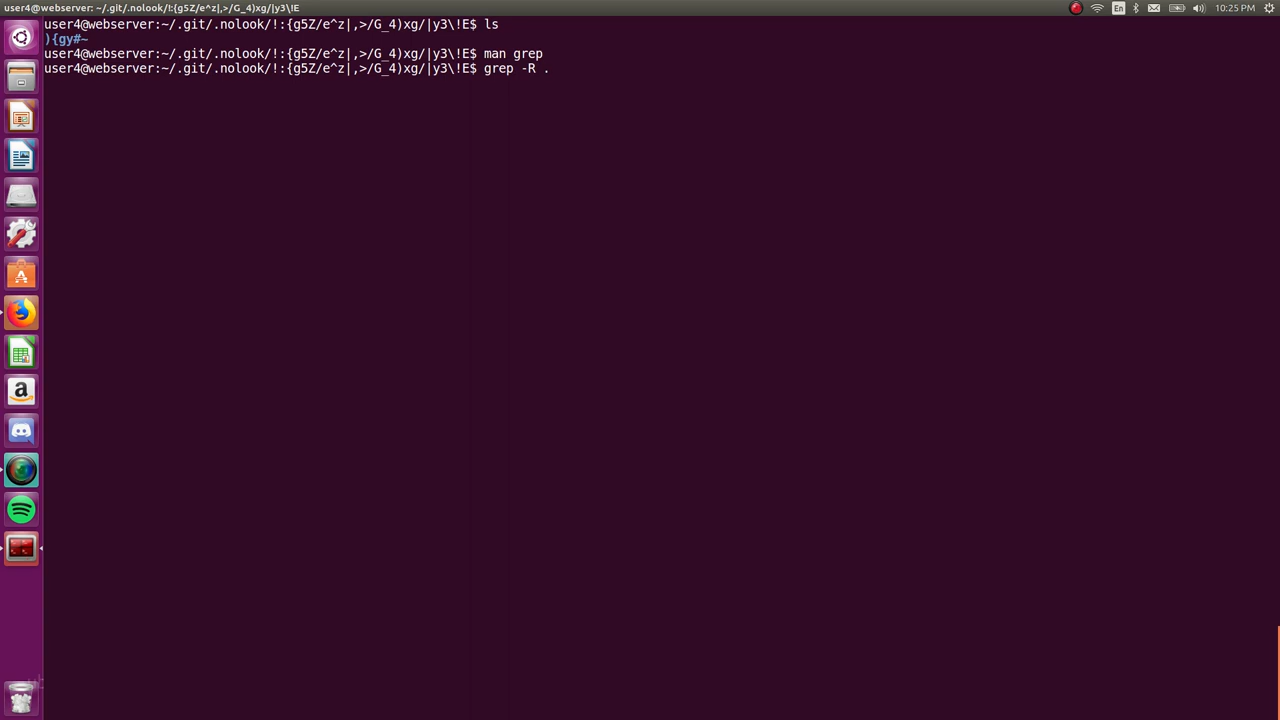 user4@webserver: ~/.git/.nolook/!:{g5Z/e^z|,>/G_4)xg/|y3\!E
En
10:25 PM
user4@webserver:~/.git/.nolook/!:{g5Z/e^z|,>/G_4)xg/|y3\!E$ ls
){gy#~
user4@webserver:~/.git/.nolook/!:{g5Z/e^z|,>/G_4)xg/|y3\!E$ man grep
user4@webserver:~/.git/.nolook/!:{g5Z/e^z|,>/G_4)xg/|y3\!E$ grep -R .